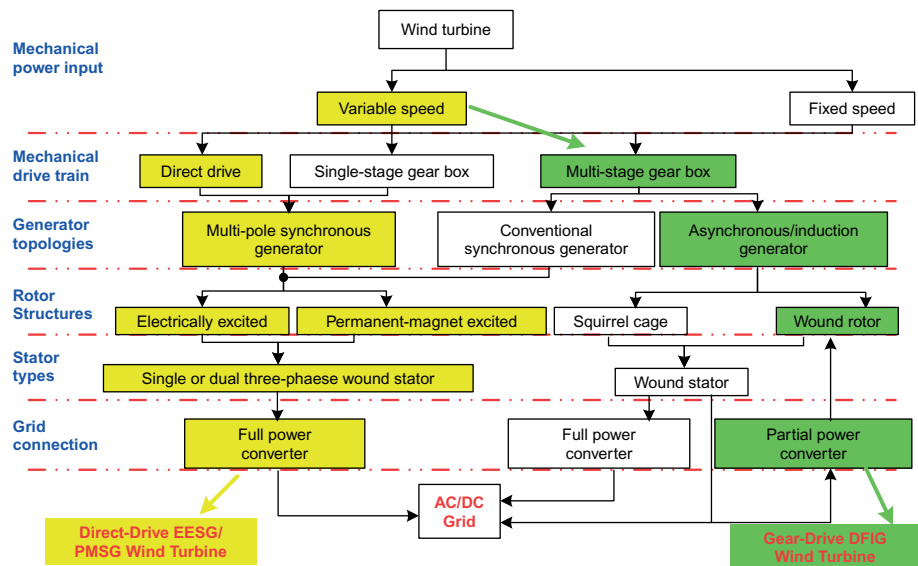 Wind turbine
Mechanical
power input
Variable speed
Fixed speed
Mechanical
drive train
Direct drive
Single-stage gear box
Multi-stage gear box
Generator
topologies
Multi-pole synchronous
generator
Conventional
synchronous generator
Asynchronous/induction
generator
Rotor
Structures
Electrically excited
Permanent-magnet excited
Squirrel cage
Wound rotor
Stator
types
Single or dual three-phaese wound stator
Wound stator
Grid
connection
Full power
converter
Full power
converter
Partial power
converter
AC/DC
Grid
Direct-Drive EESG/
PMSG Wind Turbine
Gear-Drive DFIG
Wind Turbine